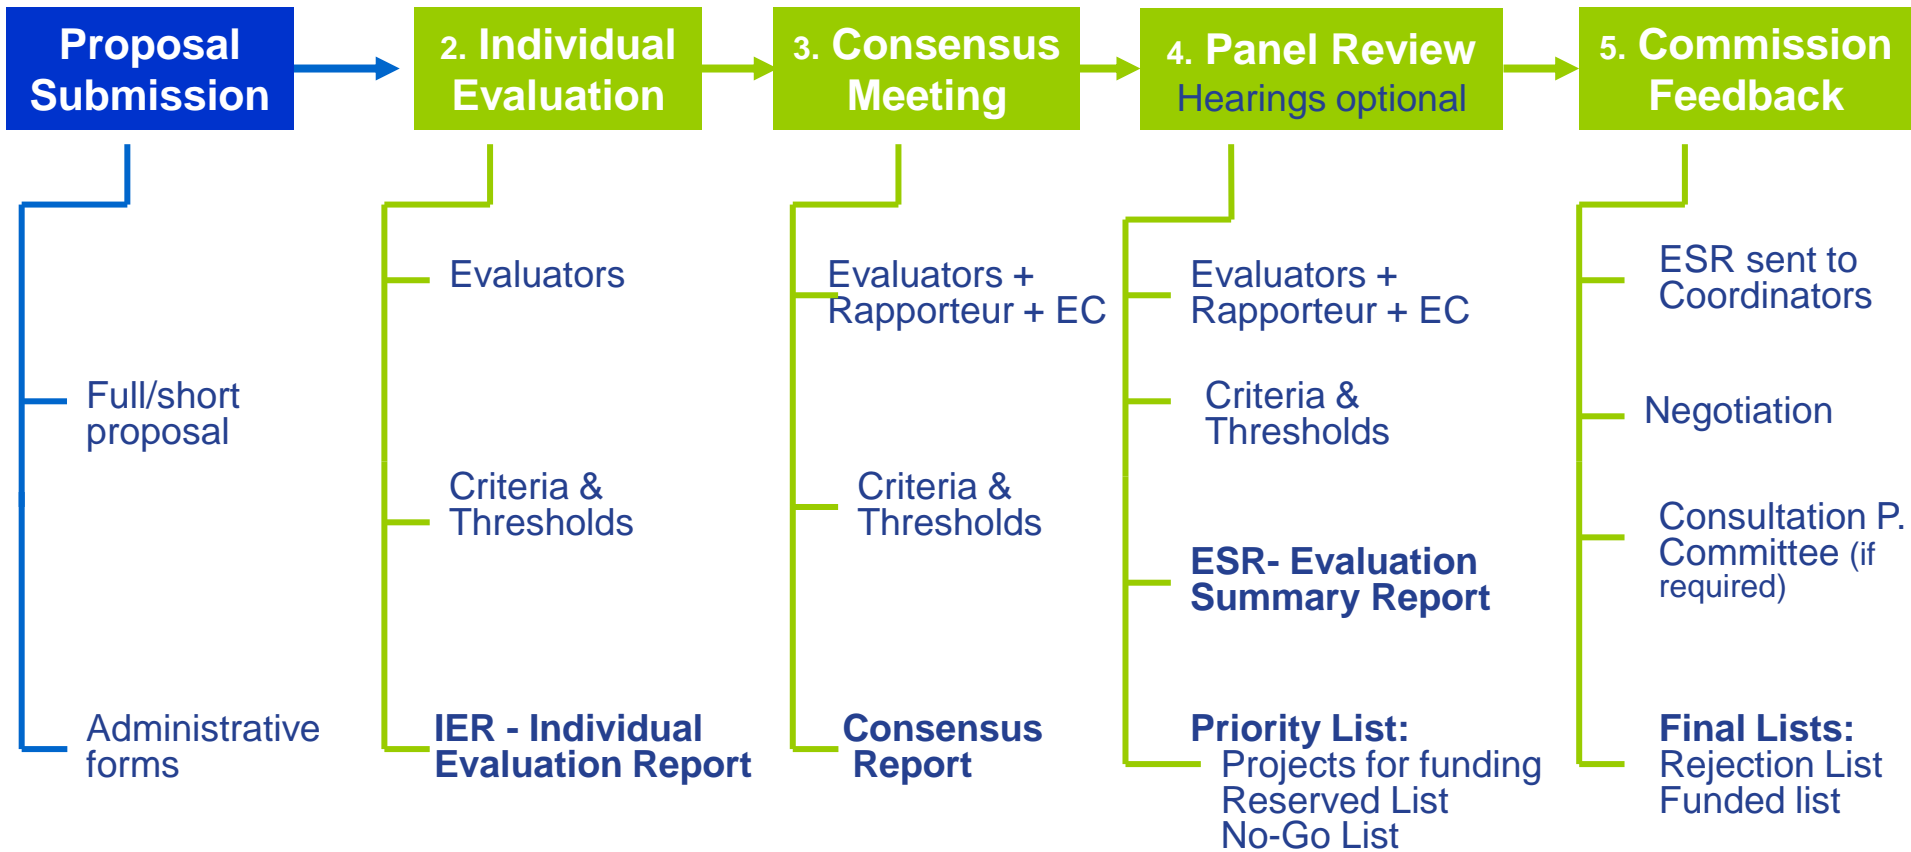 Proposal
Submission
Full/short
proposal
Administrative
forms
2. Individual
Evaluation
Evaluators
Criteria &
Thresholds
IER - Individual
Evaluation Report
3. Consensus
Meeting
Evaluators +
Rapporteur + EC
Criteria &
Thresholds
Consensus
Report
4. Panel Review
Hearings optional
Evaluators +
Rapporteur + EC
Criteria &
Thresholds
ESR- Evaluation
Summary Report
Priority List:
Projects for funding
Reserved List
No-Go List
5. Commission
Feedback
ESR sent to
Coordinators
Negotiation
Consultation P.
Committee (if
required)
Final Lists:
Rejection List
Funded list